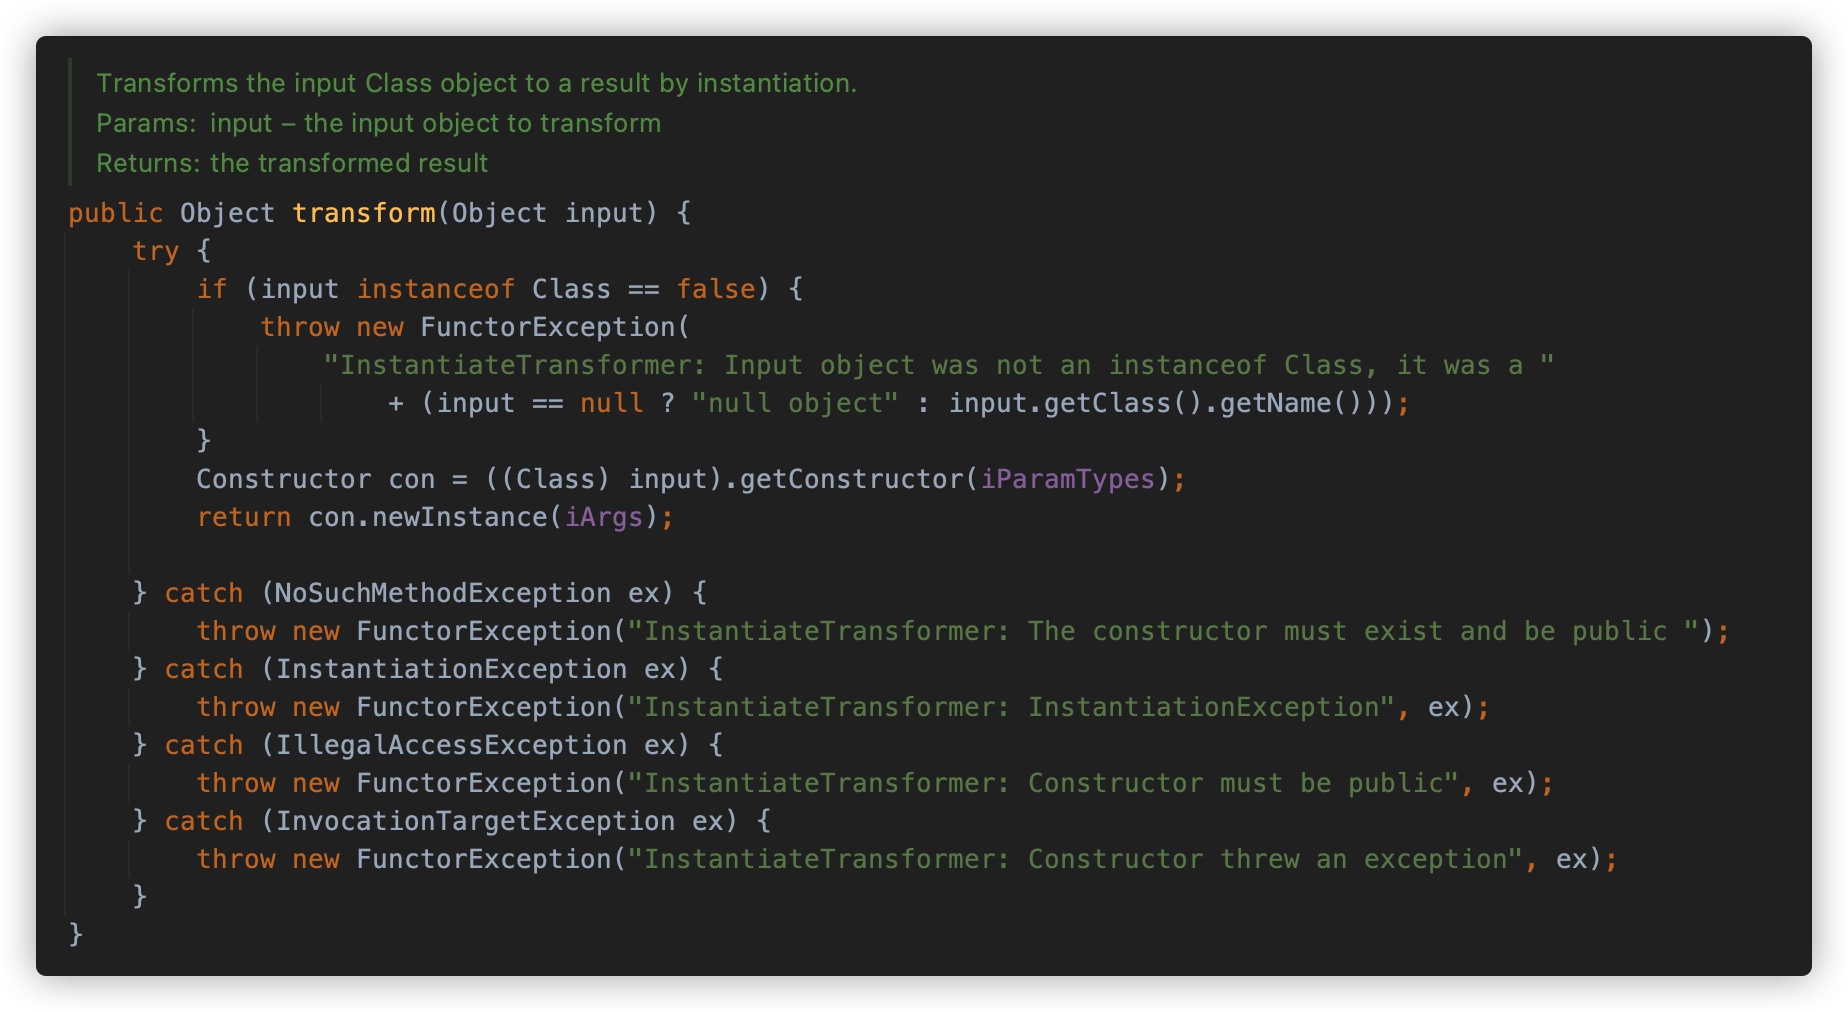 Transforms the input Class object to a result by instantiation.
Params: input – the input object to transform
Returns: the transformed result
public Object transform(Object input) {
    try {
        if (input instanceof Class == false) {
            throw new FunctorException(
                "InstantiateTransformer: Input object was not an instanceof Class, it was a "
                    + (input == null ? "null object" : input.getClass().getName()));
        }
        Constructor con = ((Class) input).getConstructor(iParamTypes);
        return con.newInstance(iArgs);

    } catch (NoSuchMethodException ex) {
        throw new FunctorException("InstantiateTransformer: The constructor must exist and be public ");
    } catch (InstantiationException ex) {
        throw new FunctorException("InstantiateTransformer: InstantiationException", ex);
    } catch (IllegalAccessException ex) {
        throw new FunctorException("InstantiateTransformer: Constructor must be public", ex);
    } catch (InvocationTargetException ex) {
        throw new FunctorException("InstantiateTransformer: Constructor threw an exception", ex);
    }
}